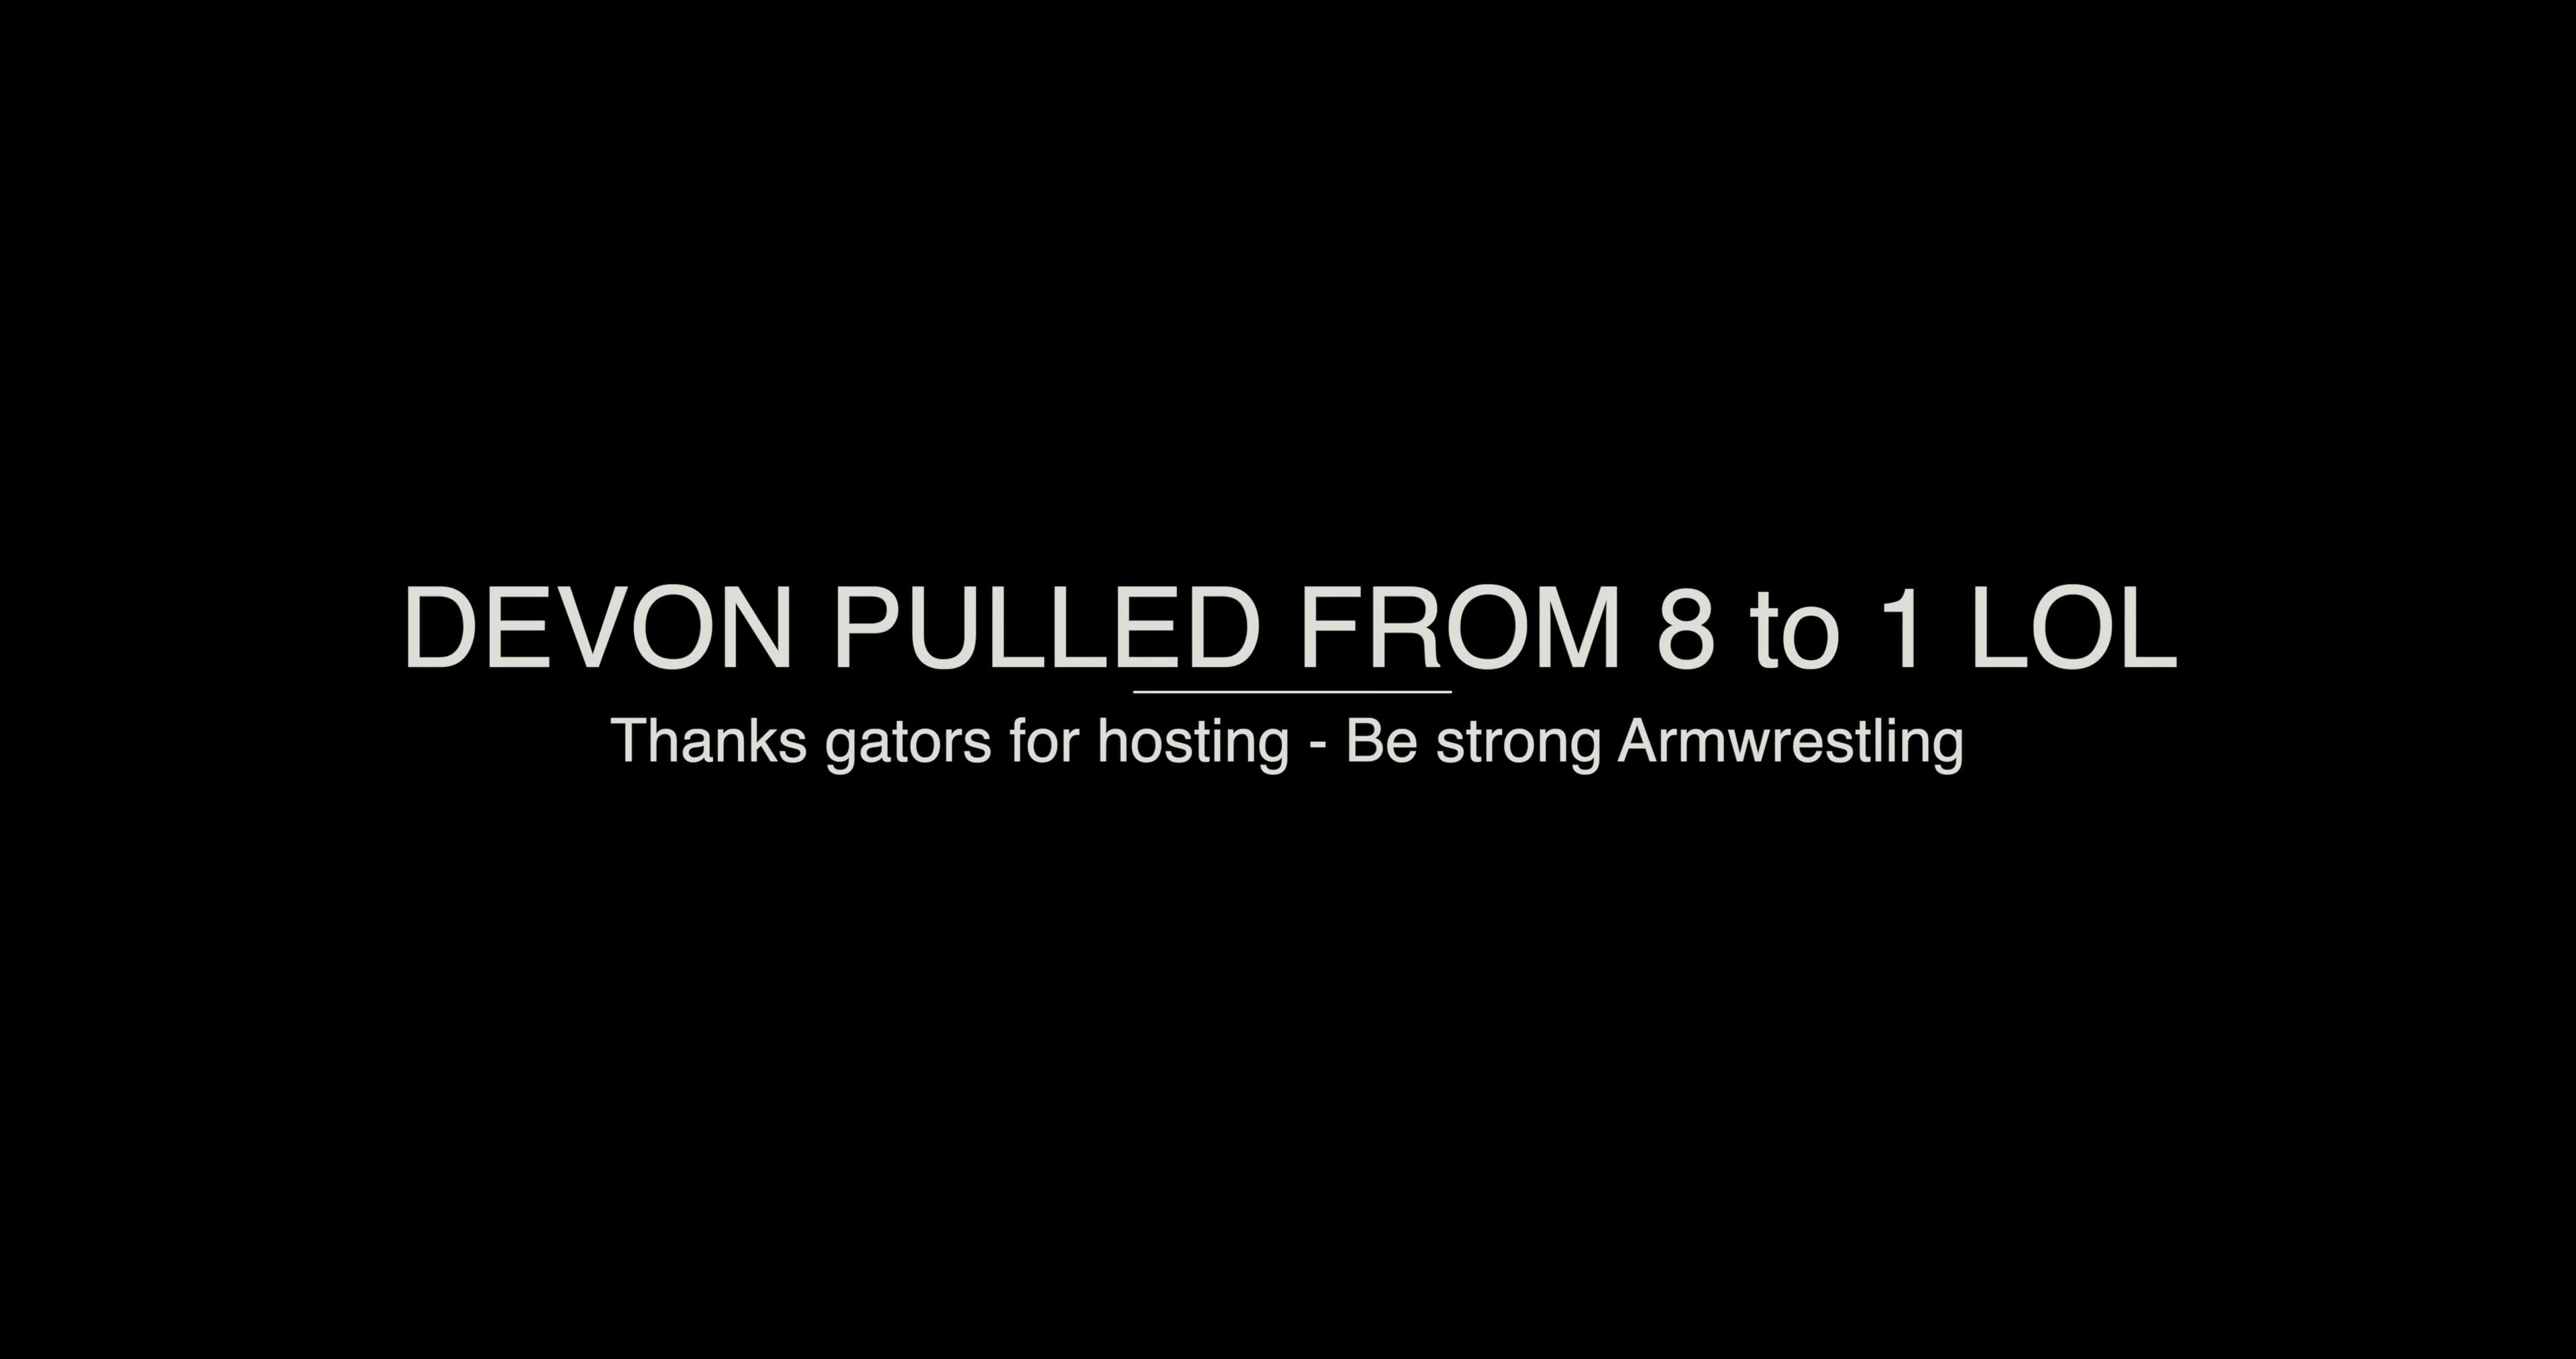 DEVON PULLED FROM 8 to 1 LOL
Thanks gators for hosting - Be strong Armwrestling